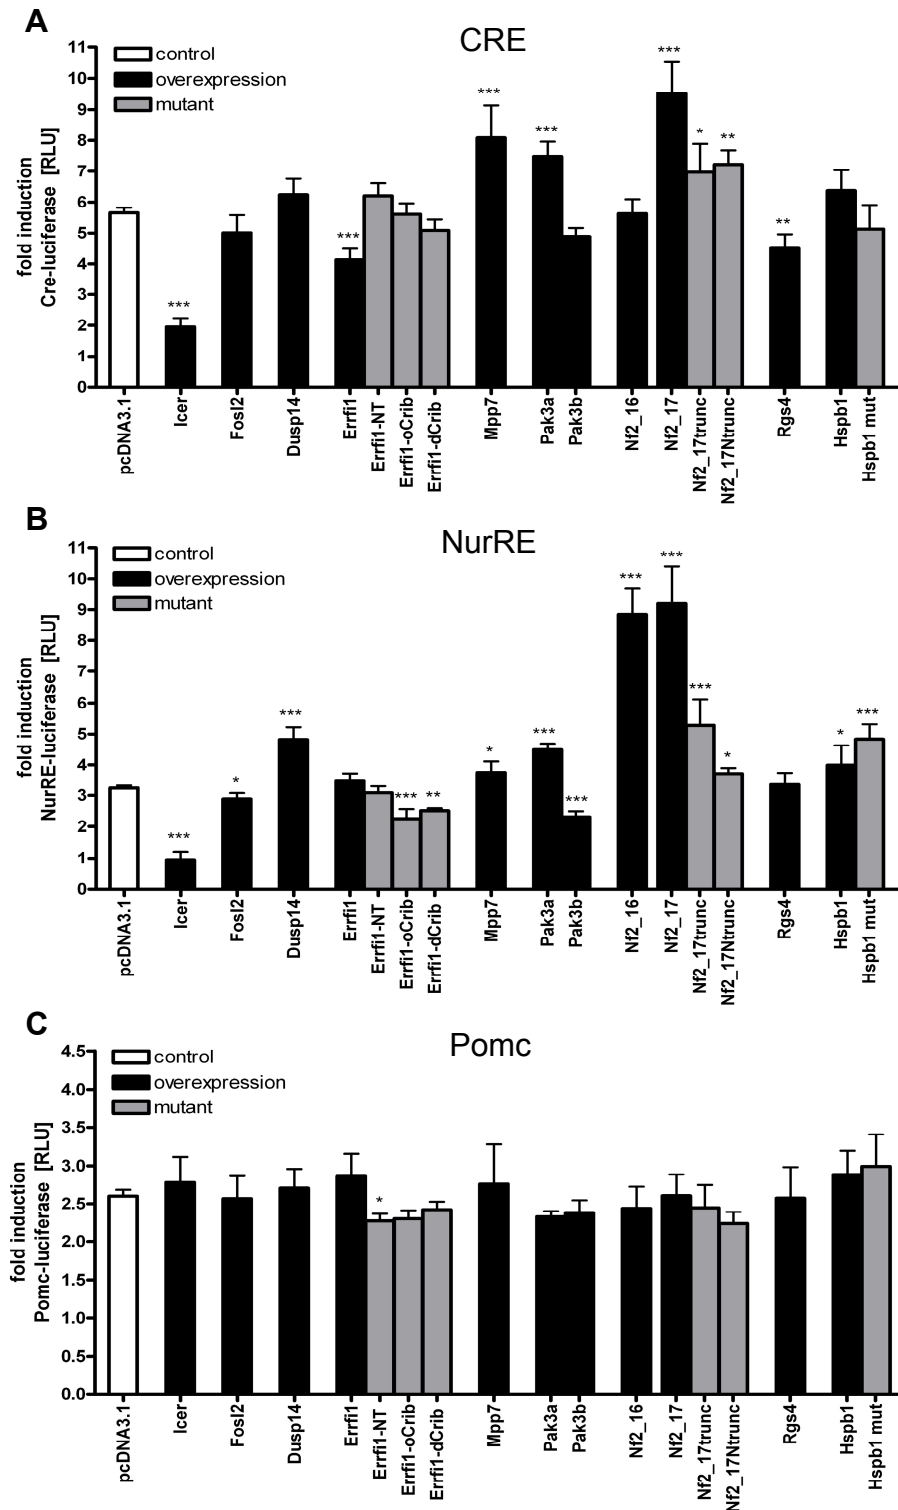 A
CRE
control
overexpression
mutant
fold induction
Cre-luciferase [RLU]
11
10
9
8
7
6
5
4
3
2
1
0
***
***
***
***
***
*
**
**
pcDNA3.1
Icer
Fosl2
Dusp14
Errfi1
Errfi1-NT
Errfi1-oCrib
Errfi1-dCrib
Mpp7
Pak3a
Pak3b
Nf2_16
Nf2_17
Nf2_17trunc
Nf2_17Ntrunc
Rgs4
Hspb1
Hspb1 mut
B
NurRE
control
overexpression
mutant
fold induction
NurRE-luciferase [RLU]
11
10
9
8
7
6
5
4
3
2
1
0
***
*
***
***
**
*
***
***
***
***
***
*
*
***
pcDNA3.1
Icer
Fosl2
Dusp14
Errfi1
Errfi1-NT
Errfi1-oCrib
Errfi1-dCrib
Mpp7
Pak3a
Pak3b
Nf2_16
Nf2_17
Nf2_17trunc
Nf2_17Ntrunc
Rgs4
Hspb1
Hspb1 mut
C
Pomc
control
overexpression
mutant
fold induction
Pomc-luciferase [RLU]
4.5
4.0
3.5
3.0
2.5
2.0
1.5
1.0
0.5
0.0
*
pcDNA3.1
Icer
Fosl2
Dusp14
Errfi1
Errfi1-NT
Errfi1-oCrib
Errfi1-dCrib
Mpp7
Pak3a
Pak3b
Nf2_16
Nf2_17
Nf2_17trunc
Nf2_17Ntrunc
Rgs4
Hspb1
Hspb1 mut